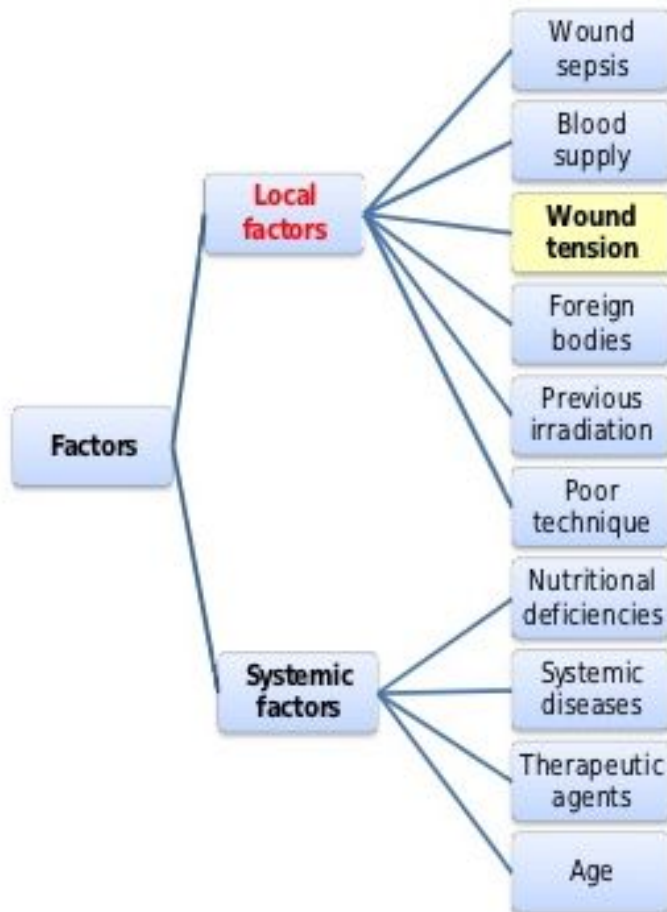 Wound
sepsis
Blood
supply
Local
factors
Wound
tension
Foreign
bodies
Previous
irradiation
Factors
Poor
technique
Nutritional
deficiencies
Systemic
factors
Systemic
diseases
Therapeutic
agents
Age